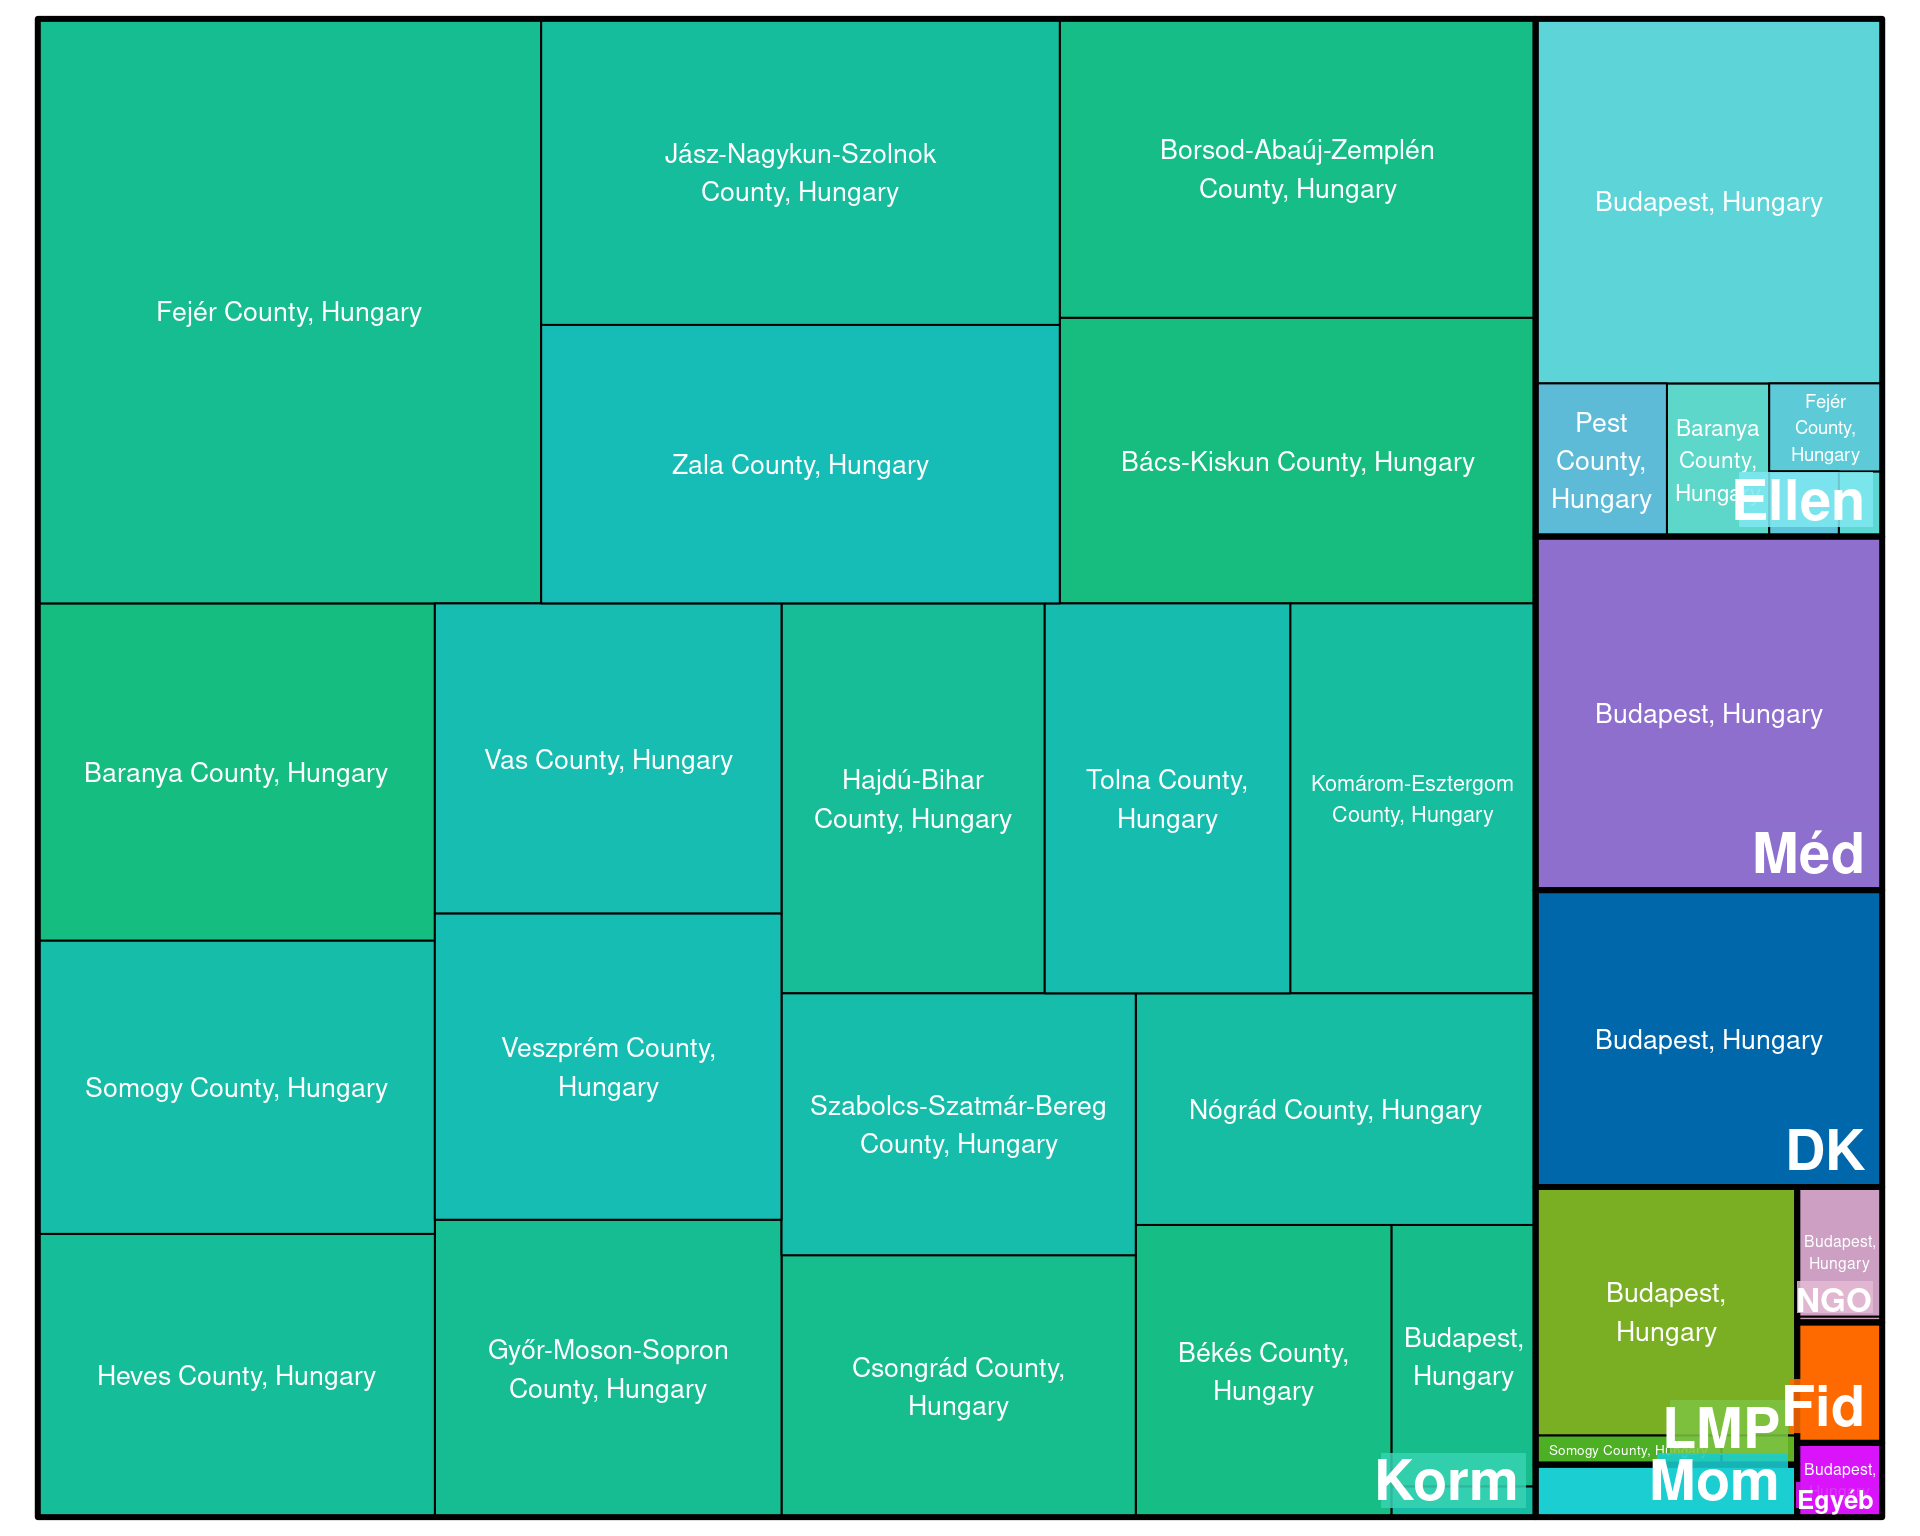 Fejér County, Hungary
Jász-Nagykun-Szolnok
County, Hungary
Zala County, Hungary
Borsod-Abaúj-Zemplén
County, Hungary
Bács-Kiskun County, Hungary
Baranya County, Hungary
Somogy County, Hungary
Heves County, Hungary
Vas County, Hungary
Veszprém County,
Hungary
Győr-Moson-Sopron
County, Hungary
Hajdú-Bihar
County, Hungary
Tolna County,
Hungary
Komárom-Esztergom
County, Hungary
Szabolcs-Szatmár-Bereg
County, Hungary
Csongrád County,
Hungary
Nógrád County, Hungary
Békés County,
Hungary
Budapest,
Hungary
Korm
Budapest, Hungary
Pest
County,
Hungary
Baranya
County,
Fejér
County,
Hungary
Ellen
Budapest, Hungary
Méd
Budapest, Hungary
DK
Budapest,
Hungary
Somogy County,
LMP
Mom
Budapest,
Hungary
NGO
Fid
Budapest,
Egyéb